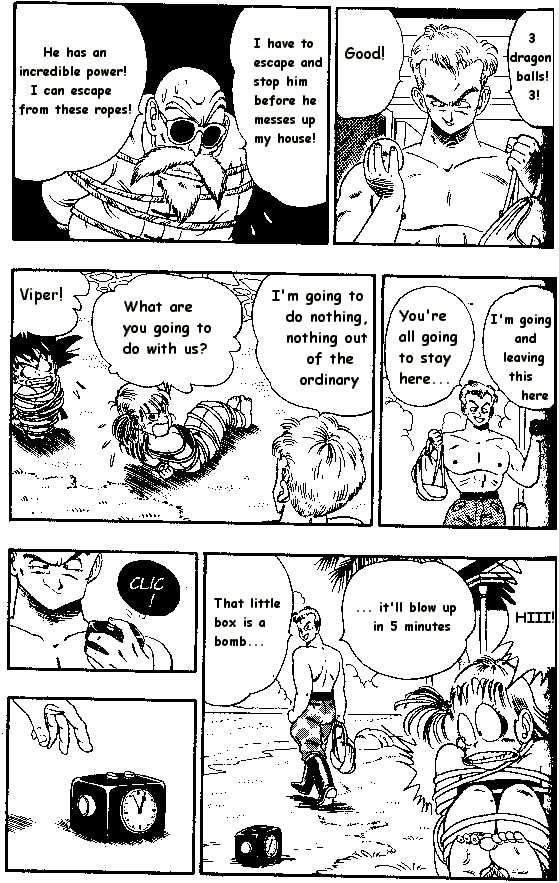 He has an
incredible power!
I can escape
from these ropes!
I have to
escape and
stop him
before he
messes up
my house!
Good!
3
dragon
balls!
3!
Viper!
What are
you going to
do with us?
I'm going to
do nothing,
nothing out
of the
ordinary
You're
all going
to stay
here...
I'm going
and
leaving
this
here
CLIC
!
That little
box is a
bomb...
... it'll blow up
in 5 minutes
HIII!